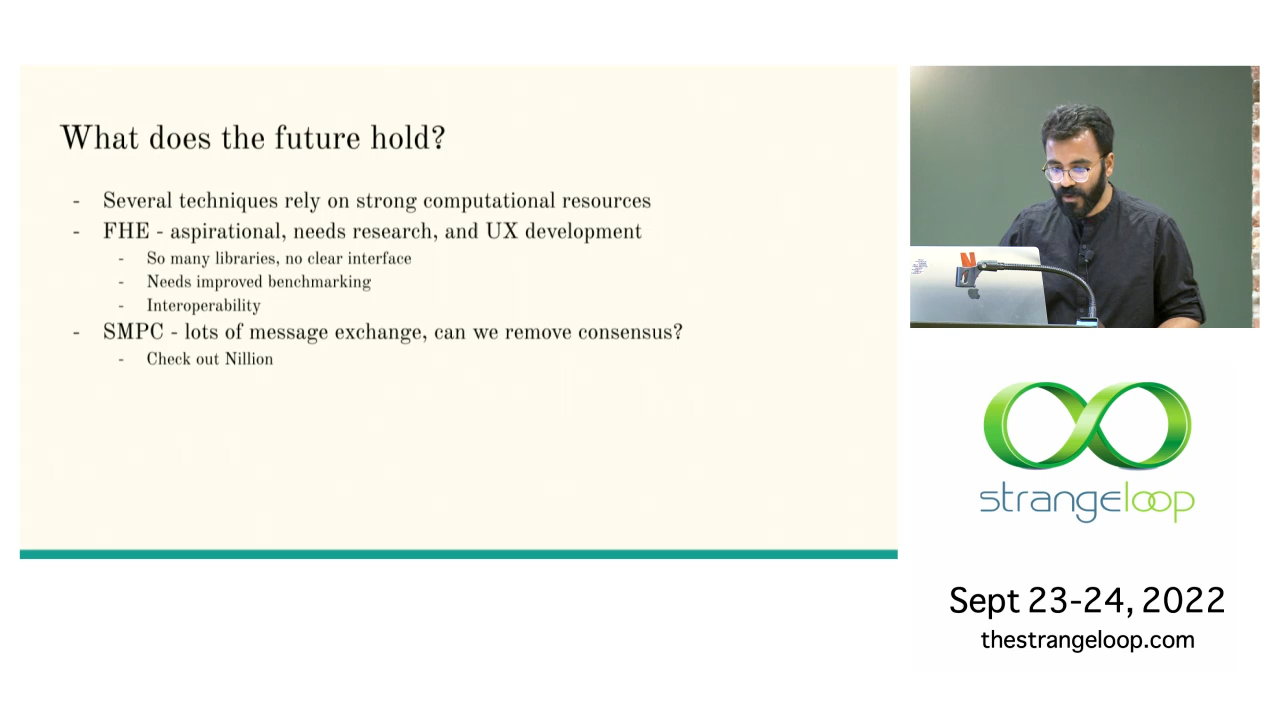 What does the future hold?
- Several techniques rely on strong computational resources
- FHE - aspirational, needs research, and UX development
- So many libraries, no clear interface
- Needs improved benchmarking
- Interoperability
- SMPC - lots of message exchange, can we remove consensus?
- Check out Nillion
N
strangeloop
Sept 23-24, 2022
thestrangeloop.com